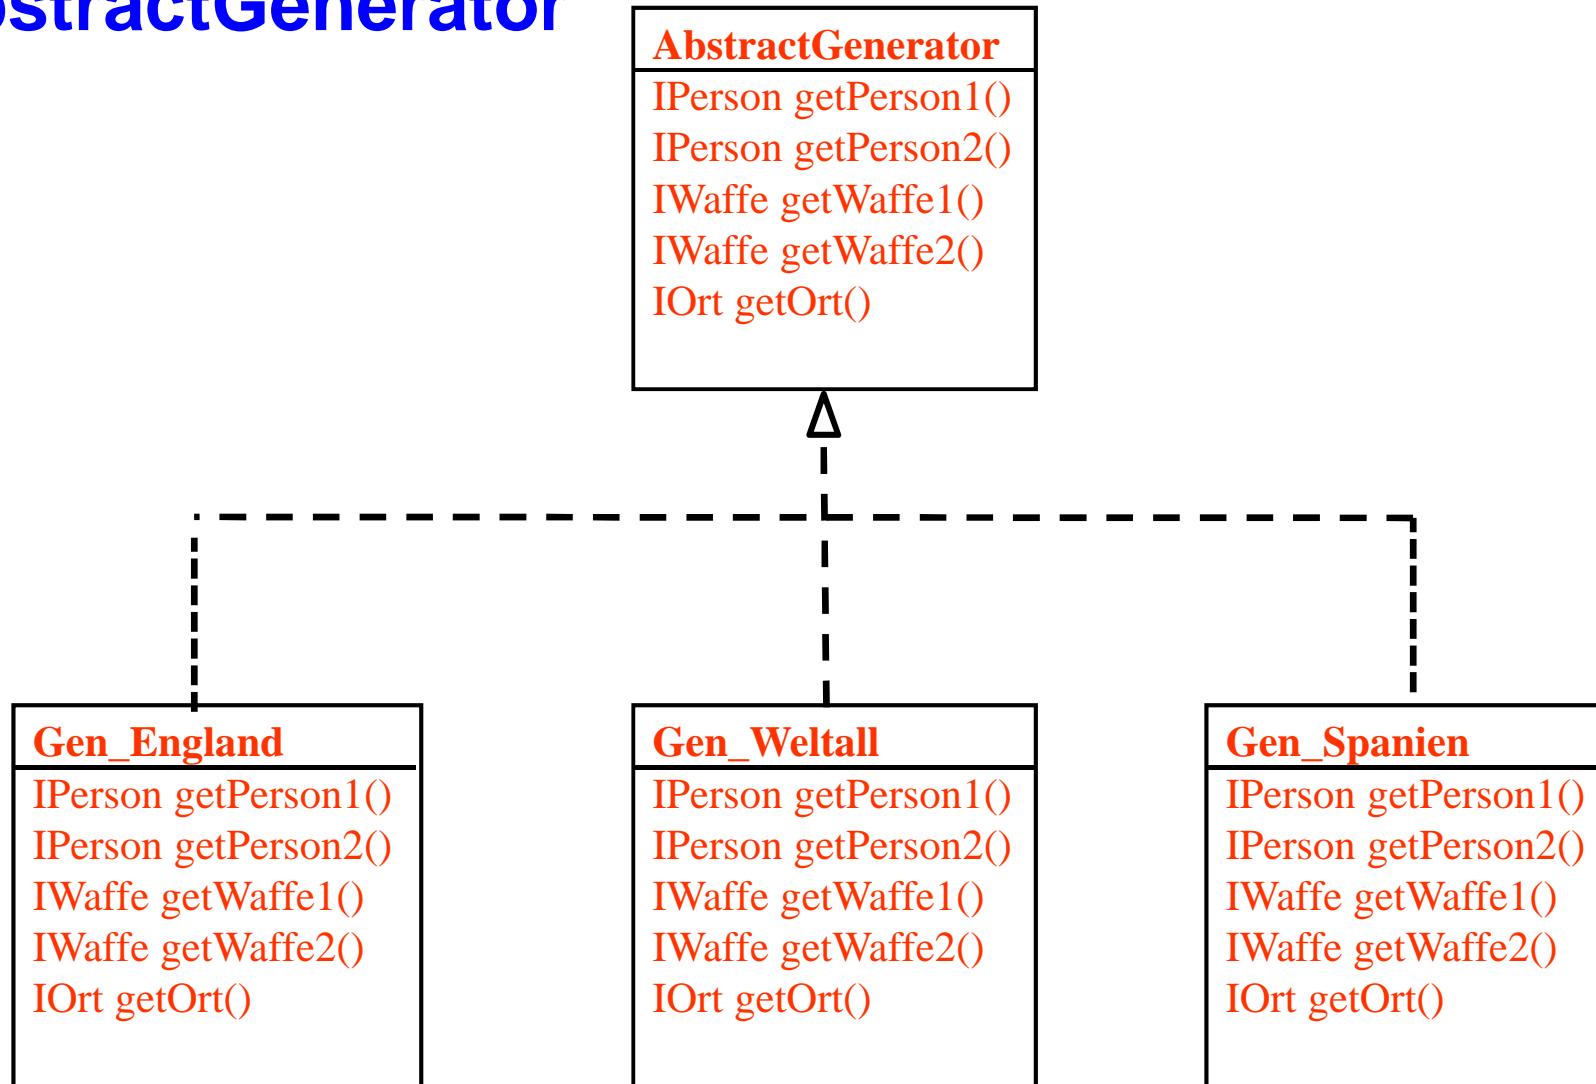 bstractGenerator
AbstractGenerator
IPerson getPerson1()
IPerson getPerson2()
IWaffe getWaffe1()
IWaffe getWaffe2()
IOrt getOrt()
Gen_England
IPerson getPerson1()
IPerson getPerson2()
IWaffe getWaffe1()
IWaffe getWaffe2()
IOrt getOrt()
Gen_Weltall
IPerson getPerson1()
IPerson getPerson2()
IWaffe getWaffe1()
IWaffe getWaffe2()
IOrt getOrt()
Gen_Spanien
IPerson getPerson1()
IPerson getPerson2()
IWaffe getWaffe1()
IWaffe getWaffe2()
IOrt getOrt()